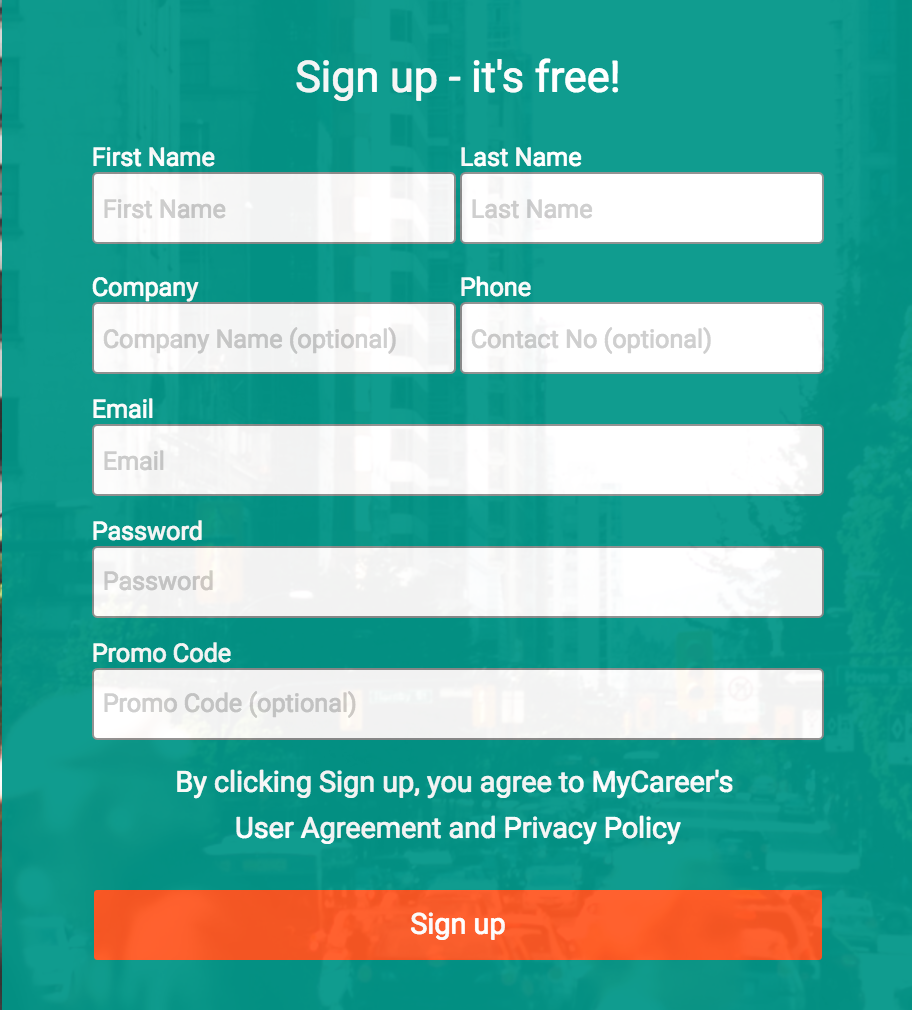 Sign up - it's free!
First Name
Last Name
First Name
Last Name
Company
Phone
Company Name (optional)
Contact No (optional)
Email
Email
Password
Password
Promo Code
Promo Code (optional)
By clicking Sign up, you agree to MyCareer's
User Agreement and Privacy Policy
Sign up